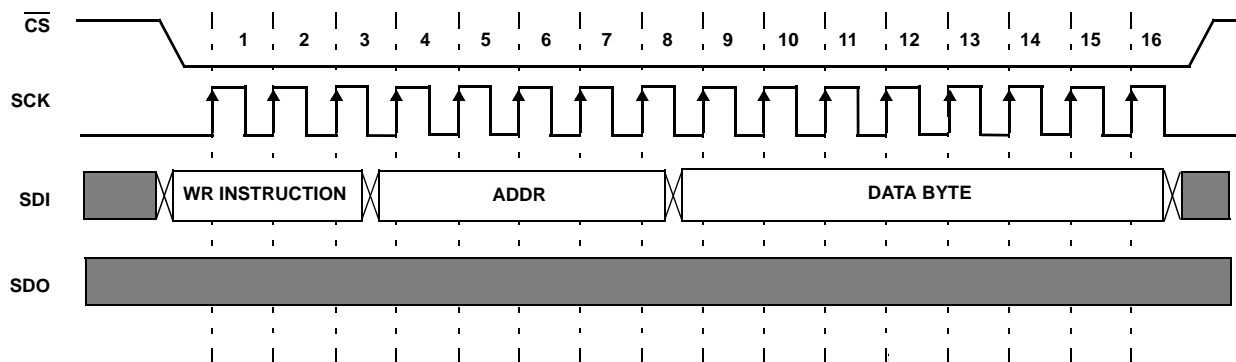 CS
1 2 3 4 5 6 7 8 9 10 11 12 13 14 15 16
SCK
SDI WR INSTRUCTION ADDR DATA BYTE
SDO